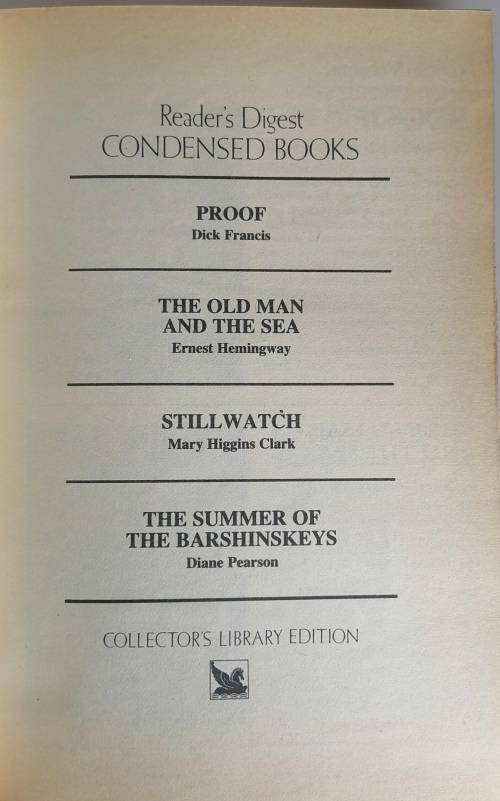 Reader's Digest
CONDENSED BOOKS
PROOF
Dick Francis
THE OLD MAN
AND THE SEA
Ernest Hemingway
STILLWATCH
Mary Higgins Clark
THE SUMMER OF
THE BARSHINSKEYS
Diane Pearson
COLLECTOR'S LIBRARY EDITION